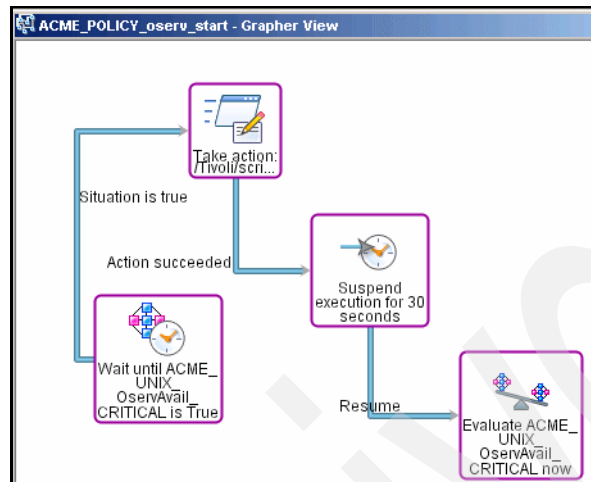 ACME_POLICY_oserv_start - Grapher View
Take action:
/Tivoli/scri...
Situation is true
Action succeeded
Suspend
execution for 30
seconds
Wait until ACME_
UNIX_
OservAvail_
CRITICAL is True
Resume
Evaluate ACME_
UNIX_
OservAvail_
CRITICAL now